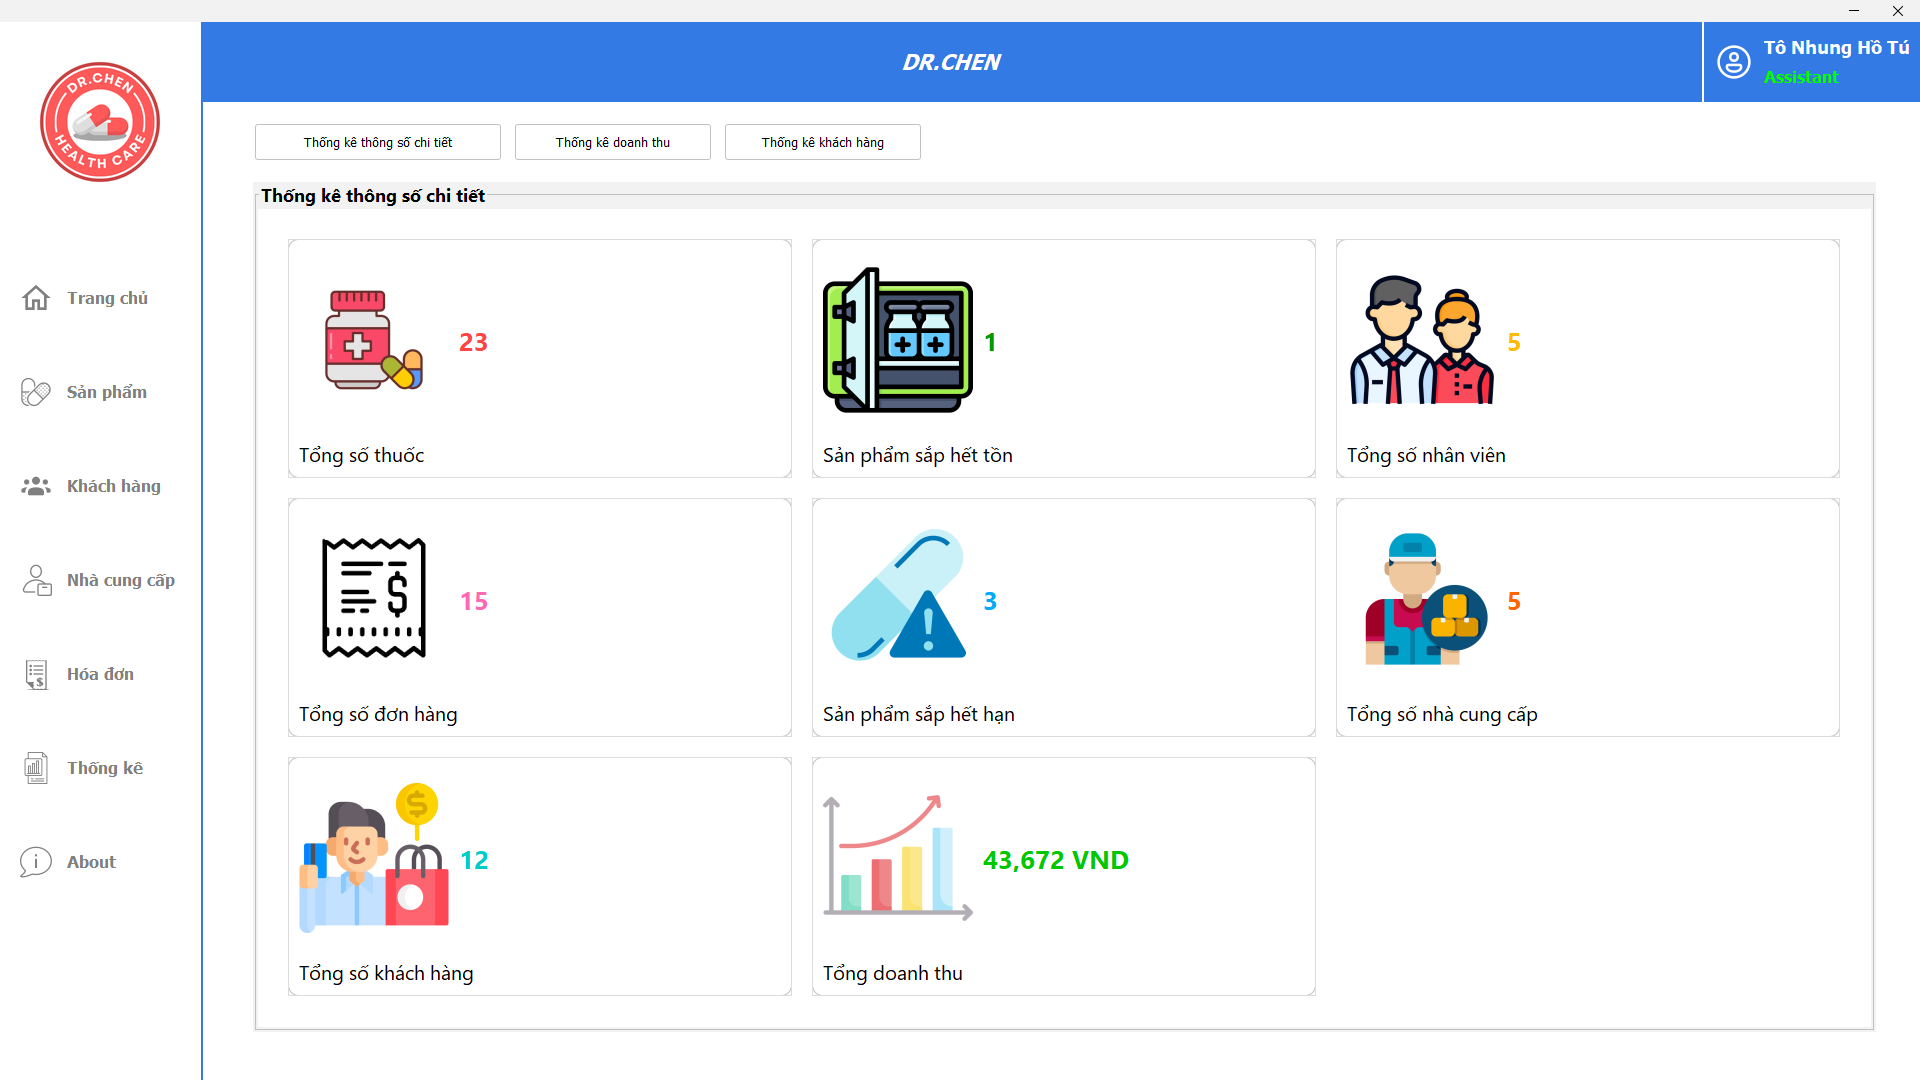 DR.CHEN
Tô Nhung Hồ Tú
Assistant
DR.CHEN
HEALTH CARE
Trang chủ
Sản phẩm
Khách hàng
Nhà cung cấp
Hóa đơn
Thống kê
About
Thống kê thông số chi tiết
Thống kê doanh thu
Thống kê khách hàng
Thống kê thông số chi tiết
23
Tổng số thuốc
1
Sản phẩm sắp hết tồn
5
Tổng số nhân viên
15
Tổng số đơn hàng
3
Sản phẩm sắp hết hạn
5
Tổng số nhà cung cấp
12
Tổng số khách hàng
43,672 VND
Tổng doanh thu